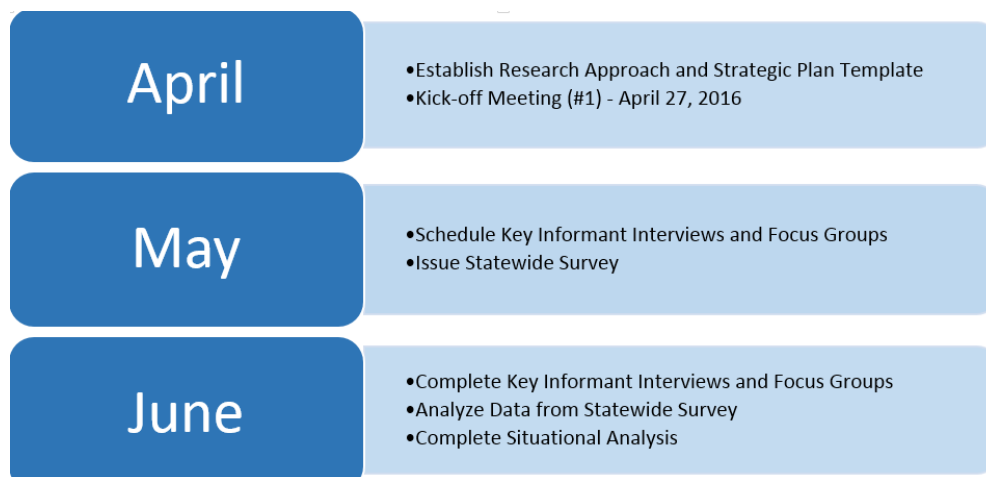 April
•Establish Research Approach and Strategic Plan Template
•Kick-off Meeting (#1) - April 27, 2016
May
•Schedule Key Informant Interviews and Focus Groups
•Issue Statewide Survey
June
•Complete Key Informant Interviews and Focus Groups
•Analyze Data from Statewide Survey
•Complete Situational Analysis